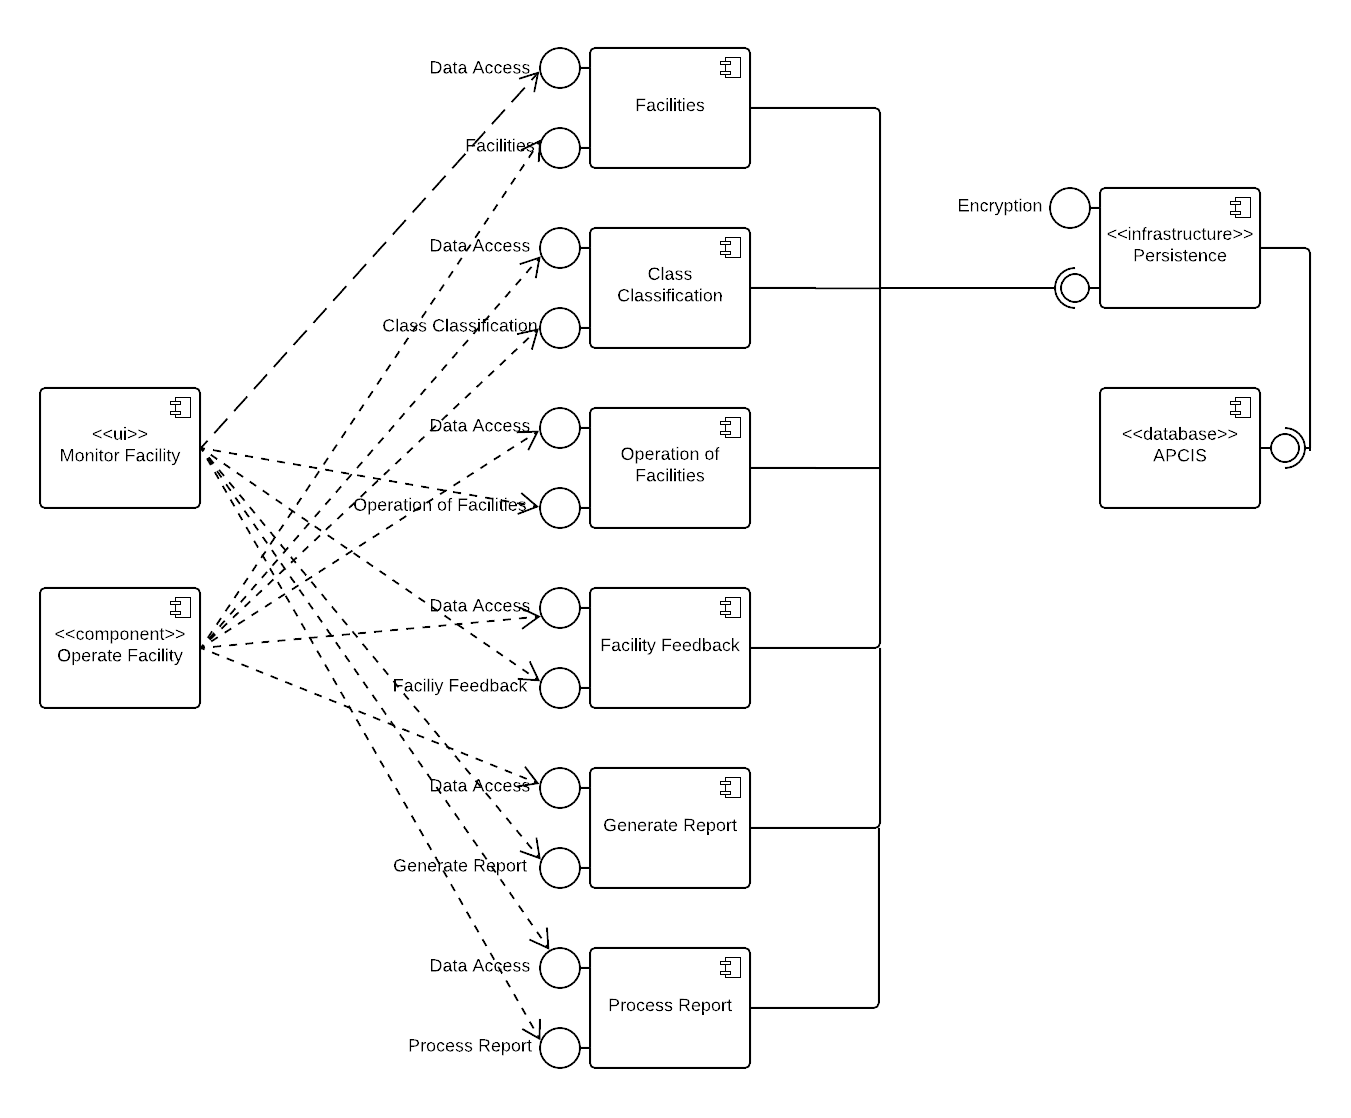 Data Access
Facilities
Facilities
Data Access
Class Classification
Class
Classification
Encryption
<<infrastructure>>
Persistence
<<ui>>
Monitor Facility
Data Access
Operation of Facilities
Operation of
Facilities
<<database>>
APCIS
<<component>>
Operate Facility
Data Access
Faciliy Feedback
Facility Feedback
Data Access
Generate Report
Generate Report
Data Access
Process Report
Process Report